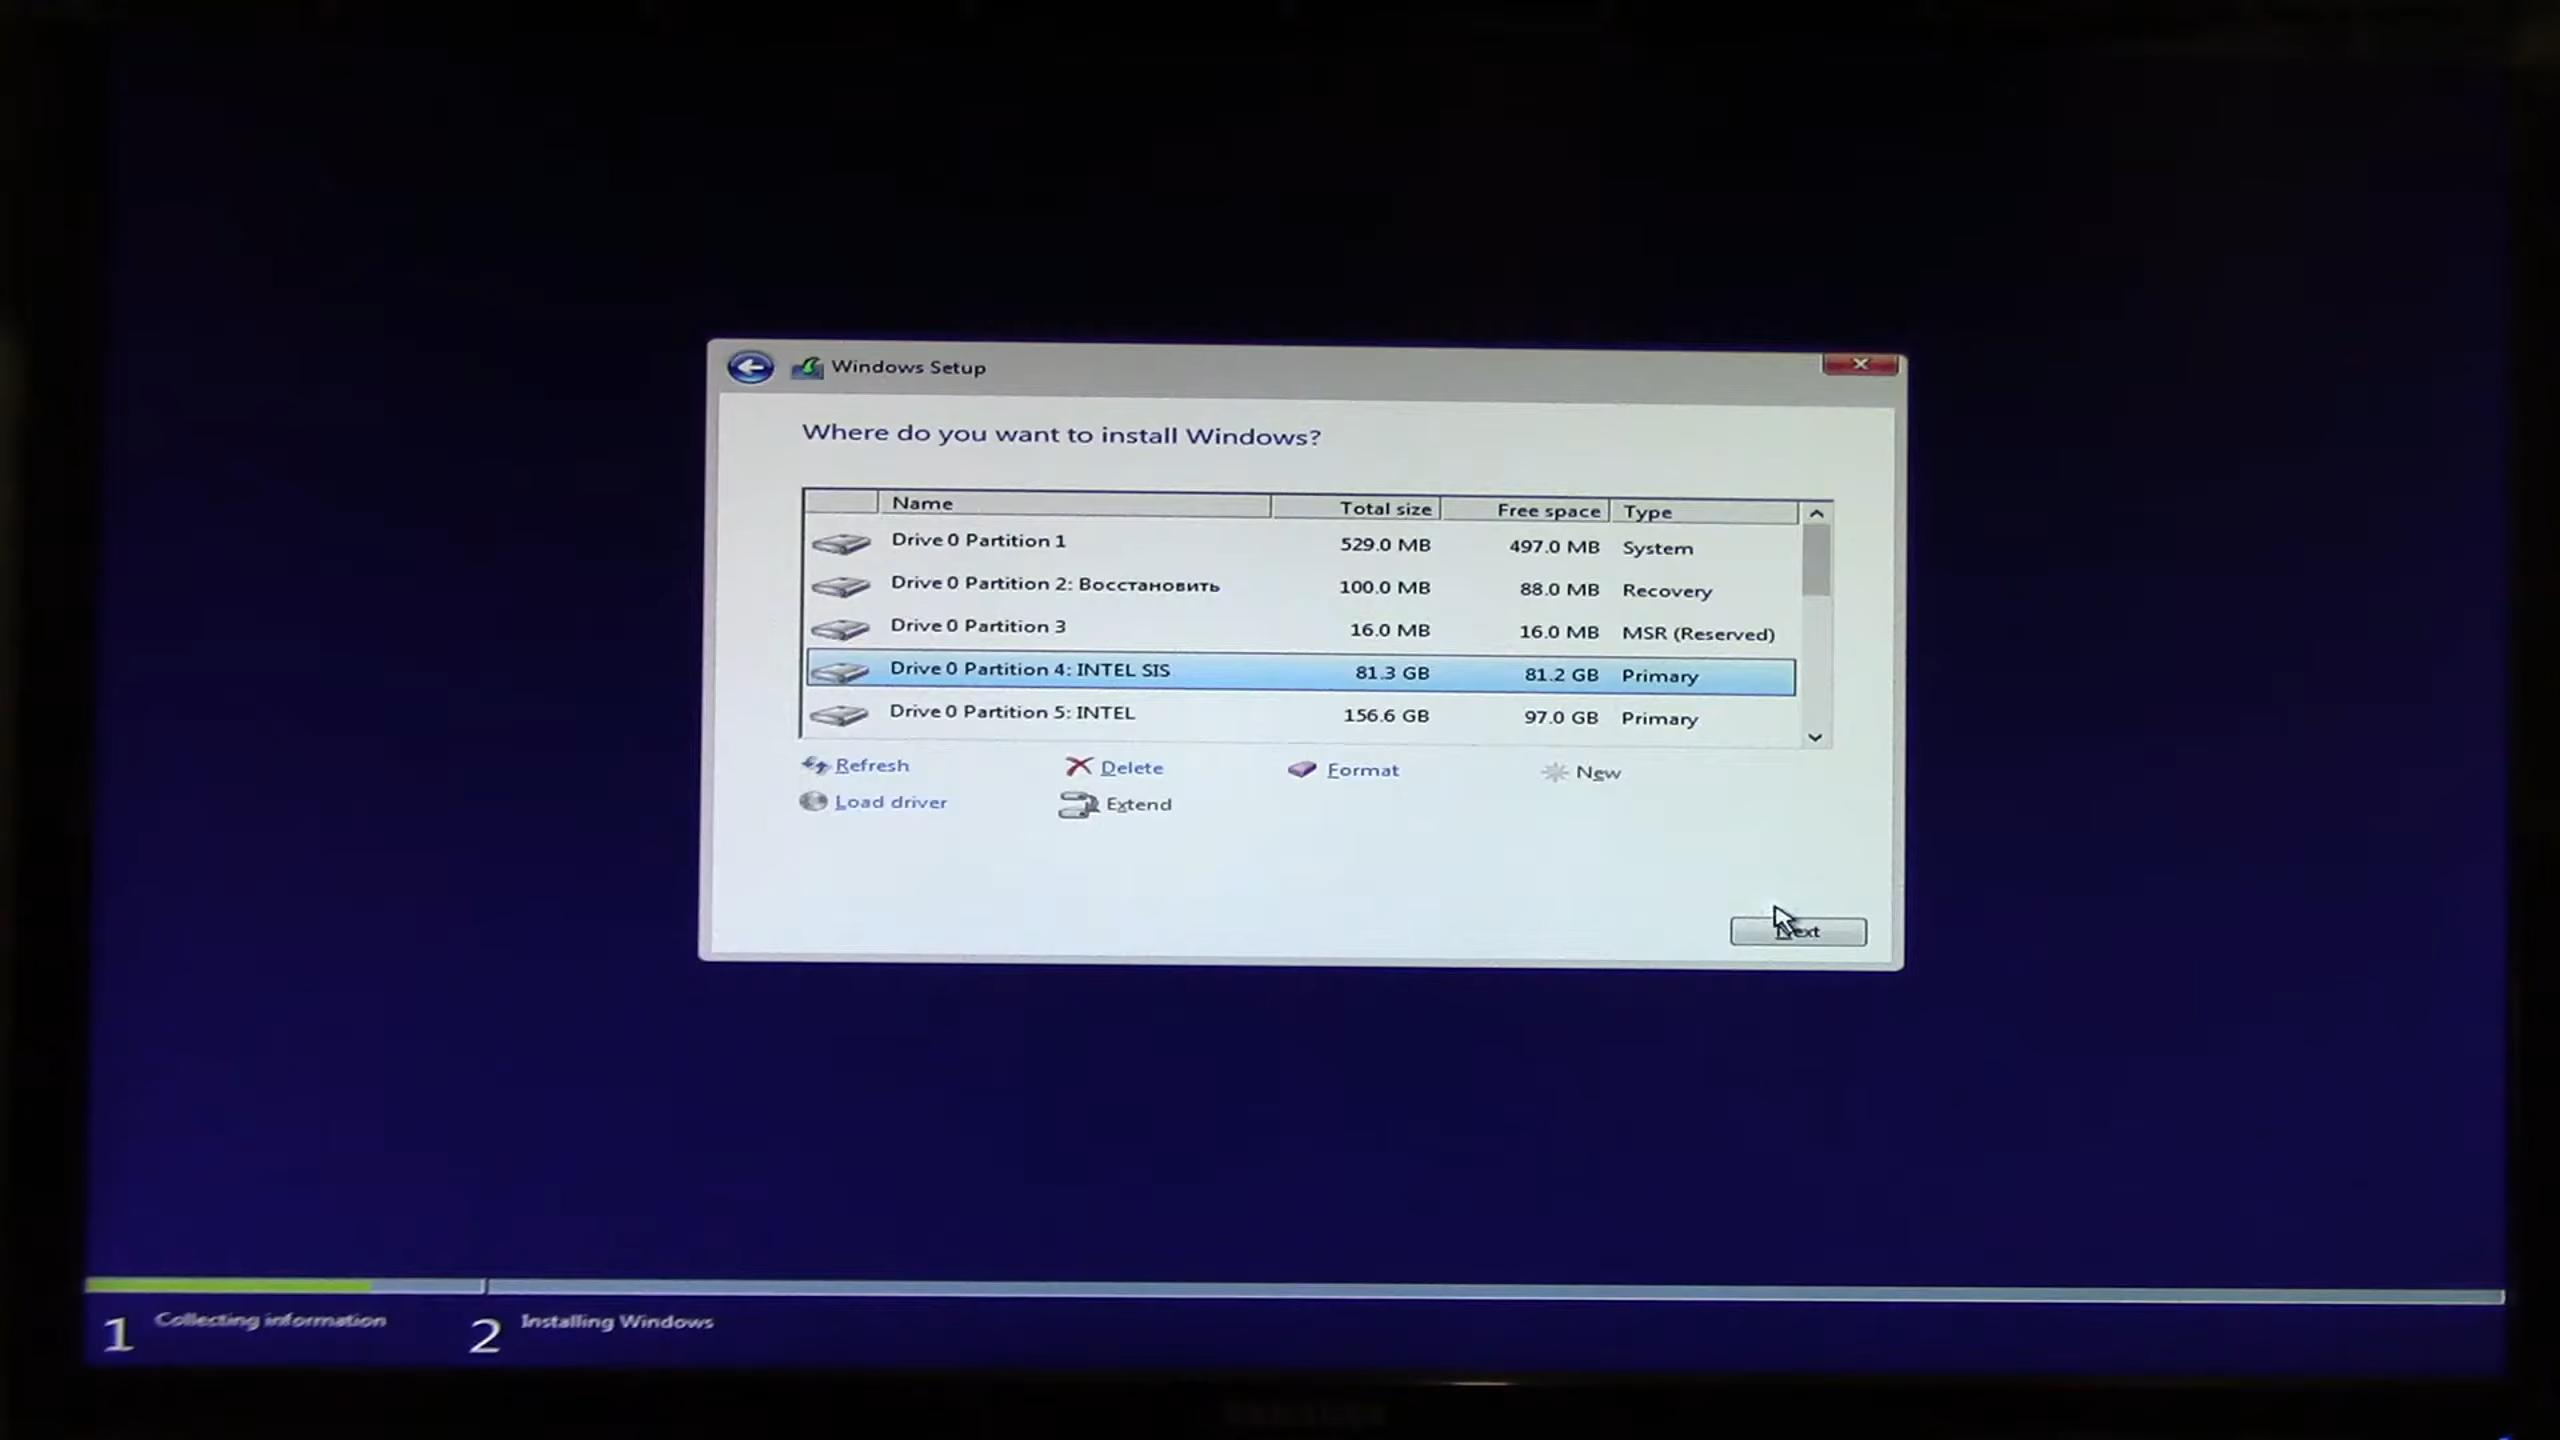 Windows Setup
Where do you want to install Windows?
Name Total size Free space Type
Drive 0 Partition 1 529.0 MB 497.0 MB System
Drive 0 Partition 2: Восстановить 100.0 MB 88.0 MB Recovery
Drive 0 Partition 3 16.0 MB 16.0 MB MSR (Reserved)
Drive 0 Partition 4: INTEL SIS 81.3 GB 81.2 GB Primary
Drive 0 Partition 5: INTEL 156.6 GB 97.0 GB Primary
Refresh Delete Format New
Load driver Extend
Next
1 Collecting information 2 Installing Windows